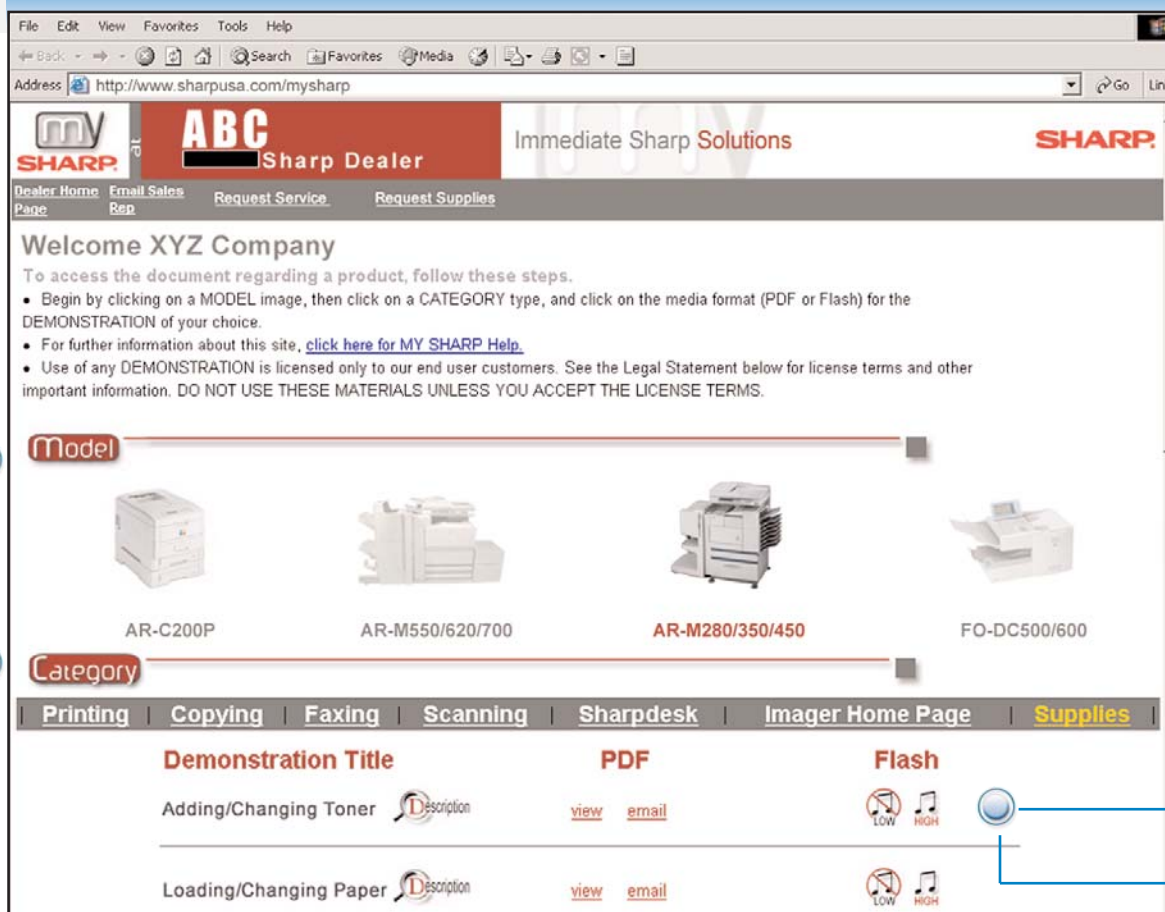 File Edit View Favorites Tools Help
Back Search Favorites Media
Address http://www.sharpusa.com/mysharp Go Lin
my SHARP. at ABC Sharp Dealer Immediate Sharp Solutions SHARP.
Dealer Home Page Email Sales Rep Request Service Request Supplies
Welcome XYZ Company
To access the document regarding a product, follow these steps.
• Begin by clicking on a MODEL image, then click on a CATEGORY type, and click on the media format (PDF or Flash) for the
DEMONSTRATION of your choice.
• For further information about this site, click here for MY SHARP Help.
• Use of any DEMONSTRATION is licensed only to our end user customers. See the Legal Statement below for license terms and other
important information. DO NOT USE THESE MATERIALS UNLESS YOU ACCEPT THE LICENSE TERMS.
Model
AR-C200P AR-M550/620/700 AR-M280/350/450 FO-DC500/600
Category
| Printing | Copying | Faxing | Scanning | Sharpdesk | Imager Home Page | Supplies |
Demonstration Title PDF Flash
Adding/Changing Toner Description view email LOW HIGH
Loading/Changing Paper Description view email LOW HIGH